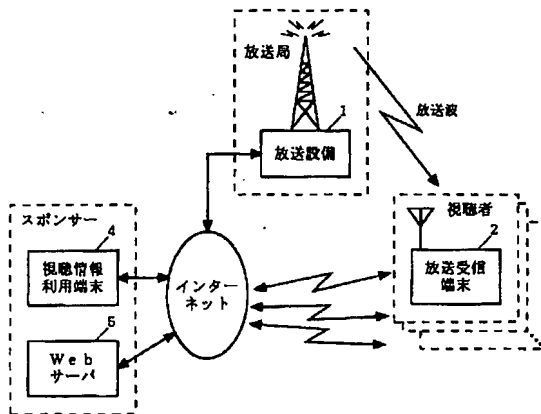 放送局
1
放送設備
放送波
スポンサー
4
視聴情報
利用端末
5
Web
サーバ
インター
ネット
視聴者
2
放送受信
端末